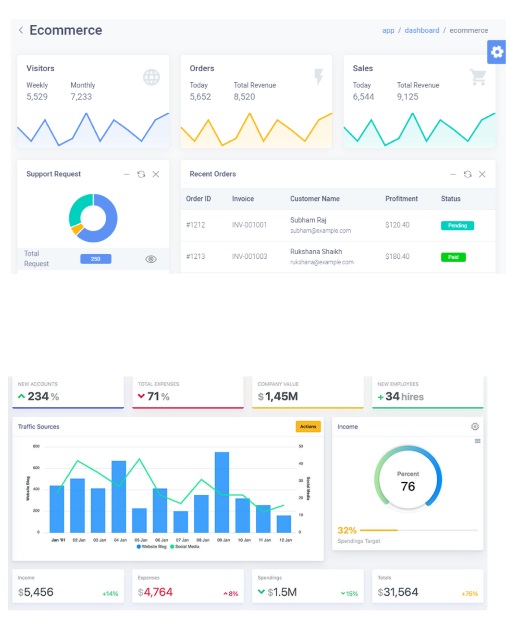 Ecommerce
app / dashboard / ecommerce
Visitors
Weekly Monthly
5,529 7,233
Orders
Today Total Revenue
5,652 8,520
Sales
Today Total Revenue
6,544 9,125
Support Request
Total
Request
250
Recent Orders
Order ID Invoice Customer Name Profitment Status
#1212 INV-001001 Subham Raj $120.40 Pending
subham@example.com
#1213 INV-001003 Rukshana Shaikh $180.40 Paid
rukshana@example.com
NEW ACCOUNTS
234 %
TOTAL EXPENSES
71 %
COMPANY VALUE
$ 1,45M
NEW EMPLOYEES
+ 34 hires
Traffic Sources
Actions
800
600
400
200
0
Website Blog
50
40
30
20
10
0
Social Media
Jan '01 02 Jan 03 Jan 04 Jan 05 Jan 06 Jan 07 Jan 08 Jan 09 Jan 10 Jan 11 Jan 12 Jan
Website Blog Social Media
Income
Percent
76
32%
Spendings Target
Income
$5,456 +14%
Expenses
$4,764 8%
Spendings
$1.5M 15%
Totals
$31,564 +76%